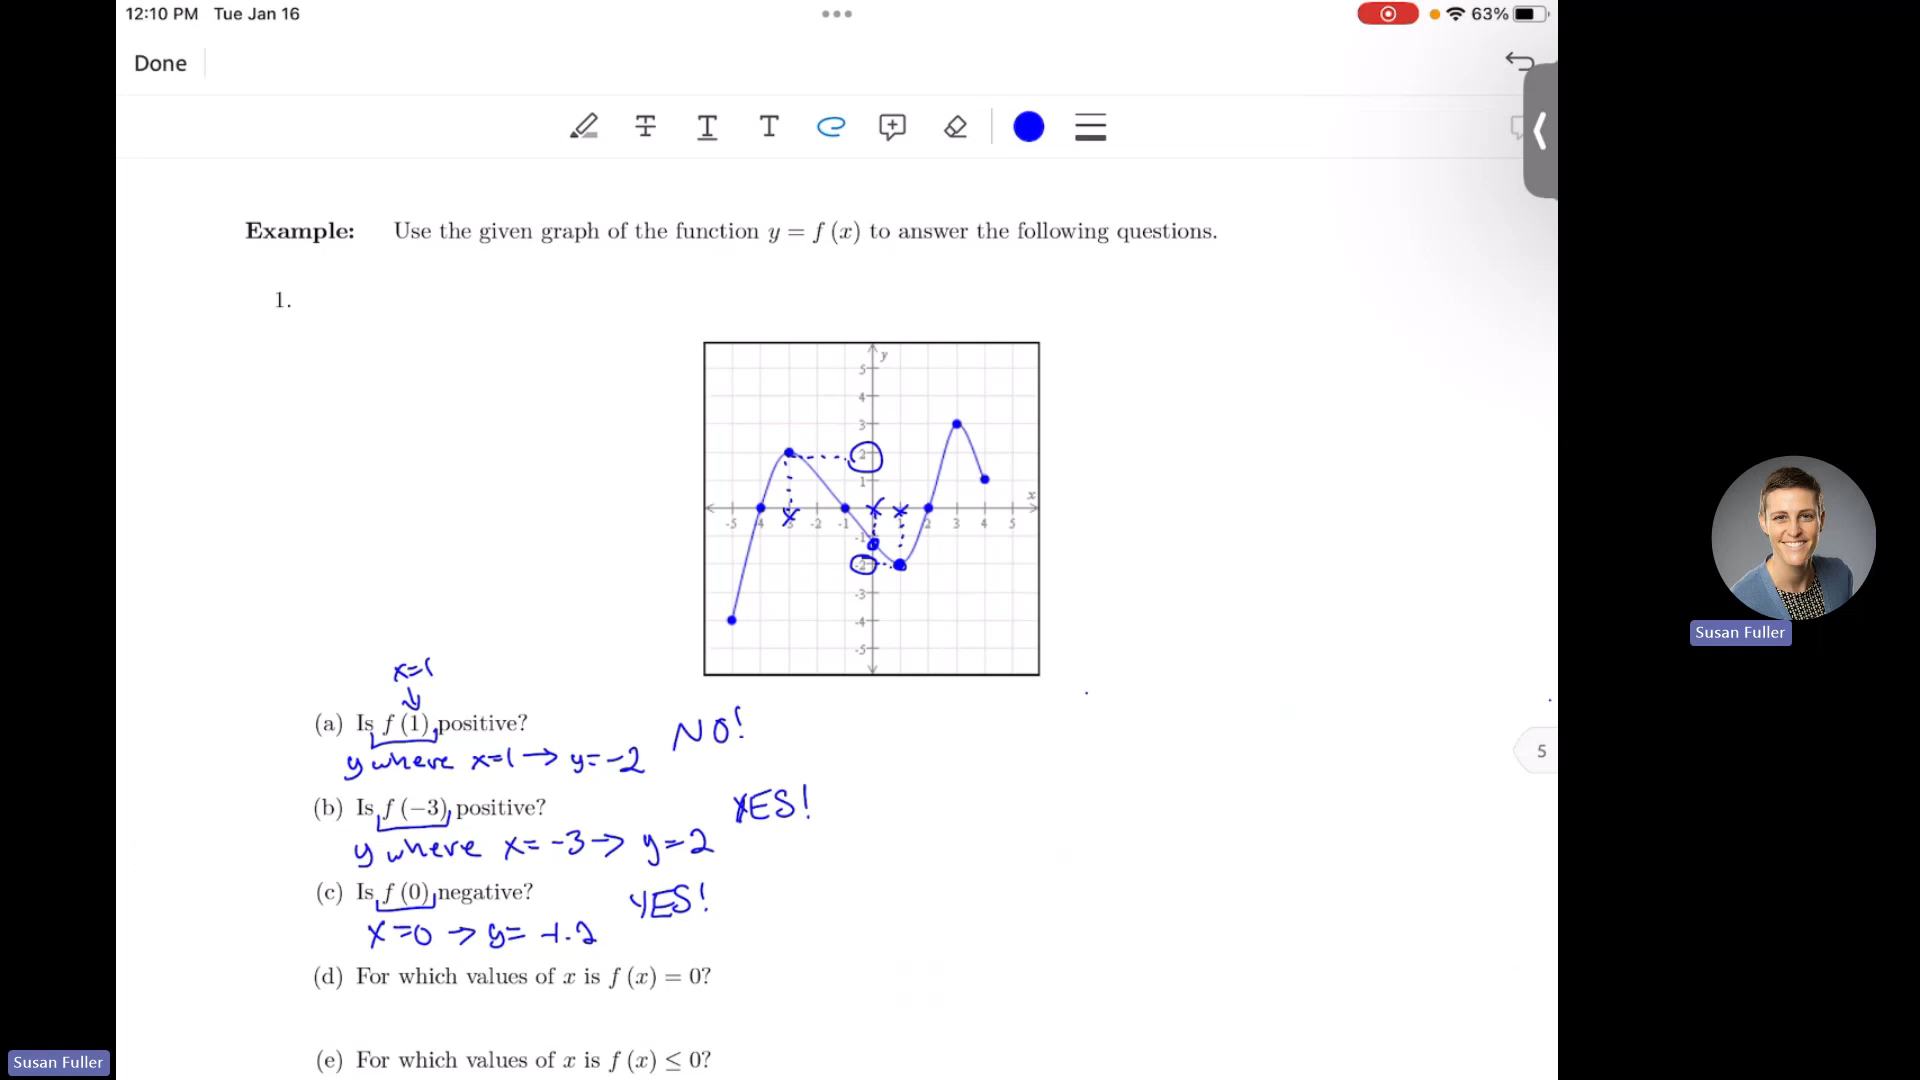 12:10 PM Tue Jan 16
63%
Done
Example: Use the given graph of the function y = f (x) to answer the following questions.
1.
y
5
4
3
2
1
x
-5 4 3 -2 -1 1 2 3 4 5
-1
-2
-3
-4
-5
x=1
(a) Is f (1) positive?
NO!
y where x=1 → y=-2
(b) Is f (−3) positive?
YES!
y where x= -3 → y=2
(c) Is f (0) negative?
YES!
x=0 → y= -1.2
(d) For which values of x is f (x) = 0?
(e) For which values of x is f (x) ≤ 0?
5
Susan Fuller
Susan Fuller